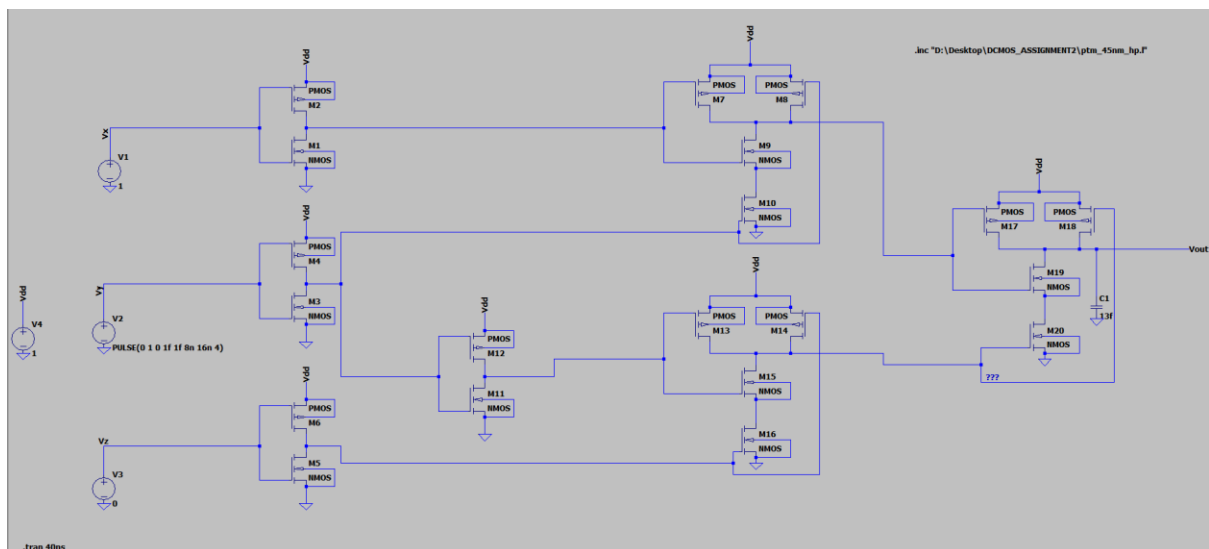 .inc "D:\Desktop\DCMOS_ASSIGNMENT2\ptm_45nm_hp.l"
Vdd
PMOS
M2
M1
NMOS
Vx
V1
1
Vdd
PMOS
M7
PMOS
M8
M9
NMOS
M10
NMOS
Vdd
PMOS
M4
M3
NMOS
Vy
V2
PULSE(0 1 0 1f 1f 8n 16n 4)
Vdd
V4
1
Vdd
PMOS
M12
M11
NMOS
Vdd
PMOS
M13
PMOS
M14
M15
NMOS
M16
NMOS
Vdd
PMOS
M17
PMOS
M18
Vout
M19
NMOS
C1
13f
M20
NMOS
???
Vdd
PMOS
M6
M5
NMOS
Vz
V3
0
.tran 40ns